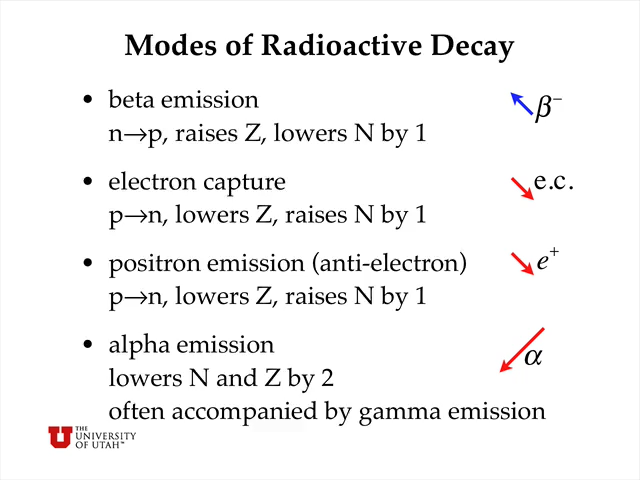 Modes of Radioactive Decay
• beta emission
n→p, raises Z, lowers N by 1
β⁻
• electron capture
p→n, lowers Z, raises N by 1
e.c.
• positron emission (anti-electron)
p→n, lowers Z, raises N by 1
e⁺
• alpha emission
lowers N and Z by 2
often accompanied by gamma emission
α
THE
UNIVERSITY
OF UTAH™